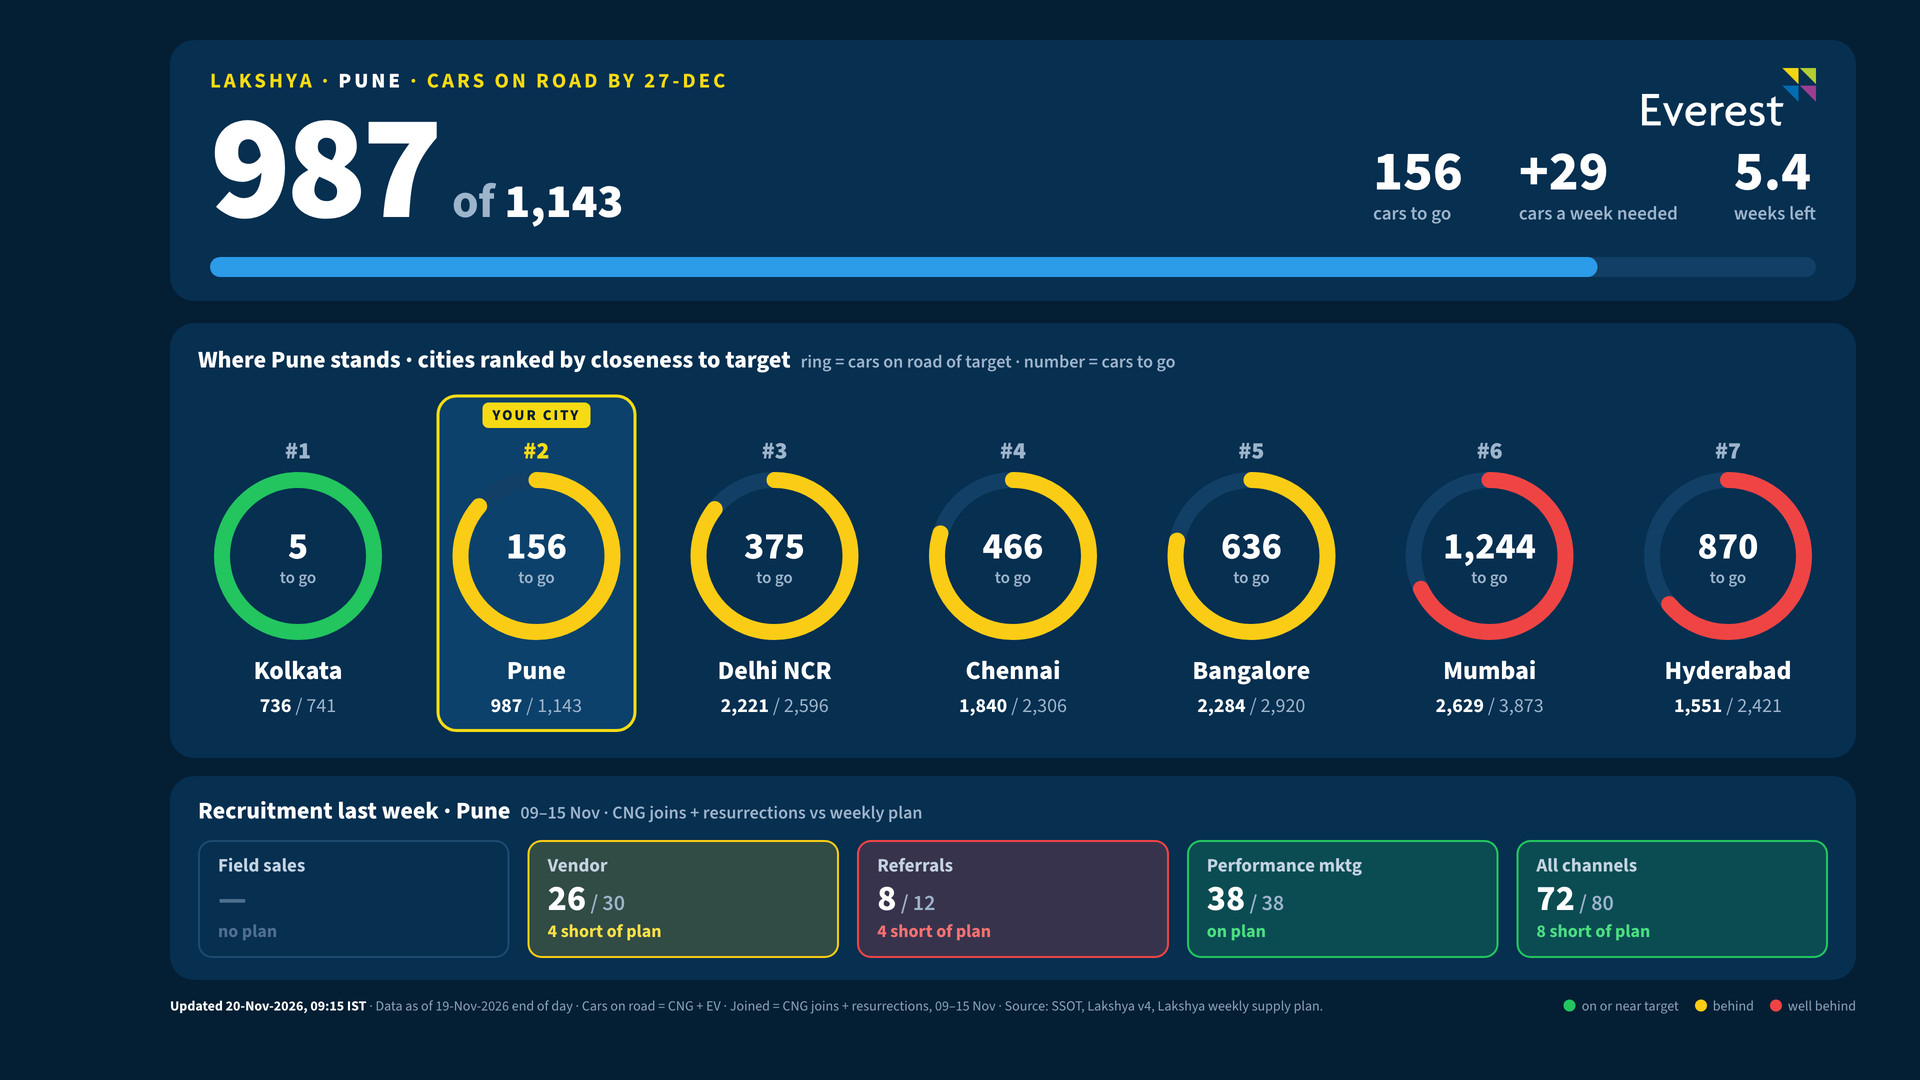 LAKSHYA · PUNE · CARS ON ROAD BY 27-DEC
Everest
987 of 1,143
156
cars to go
+29
cars a week needed
5.4
weeks left
Where Pune stands · cities ranked by closeness to target ring = cars on road of target · number = cars to go
YOUR CITY
#1
5
to go
Kolkata
736 / 741
#2
156
to go
Pune
987 / 1,143
#3
375
to go
Delhi NCR
2,221 / 2,596
#4
466
to go
Chennai
1,840 / 2,306
#5
636
to go
Bangalore
2,284 / 2,920
#6
1,244
to go
Mumbai
2,629 / 3,873
#7
870
to go
Hyderabad
1,551 / 2,421
Recruitment last week · Pune 09–15 Nov · CNG joins + resurrections vs weekly plan
Field sales
—
no plan
Vendor
26 / 30
4 short of plan
Referrals
8 / 12
4 short of plan
Performance mktg
38 / 38
on plan
All channels
72 / 80
8 short of plan
Updated 20-Nov-2026, 09:15 IST · Data as of 19-Nov-2026 end of day · Cars on road = CNG + EV · Joined = CNG joins + resurrections, 09–15 Nov · Source: SSOT, Lakshya v4, Lakshya weekly supply plan.
on or near target
behind
well behind